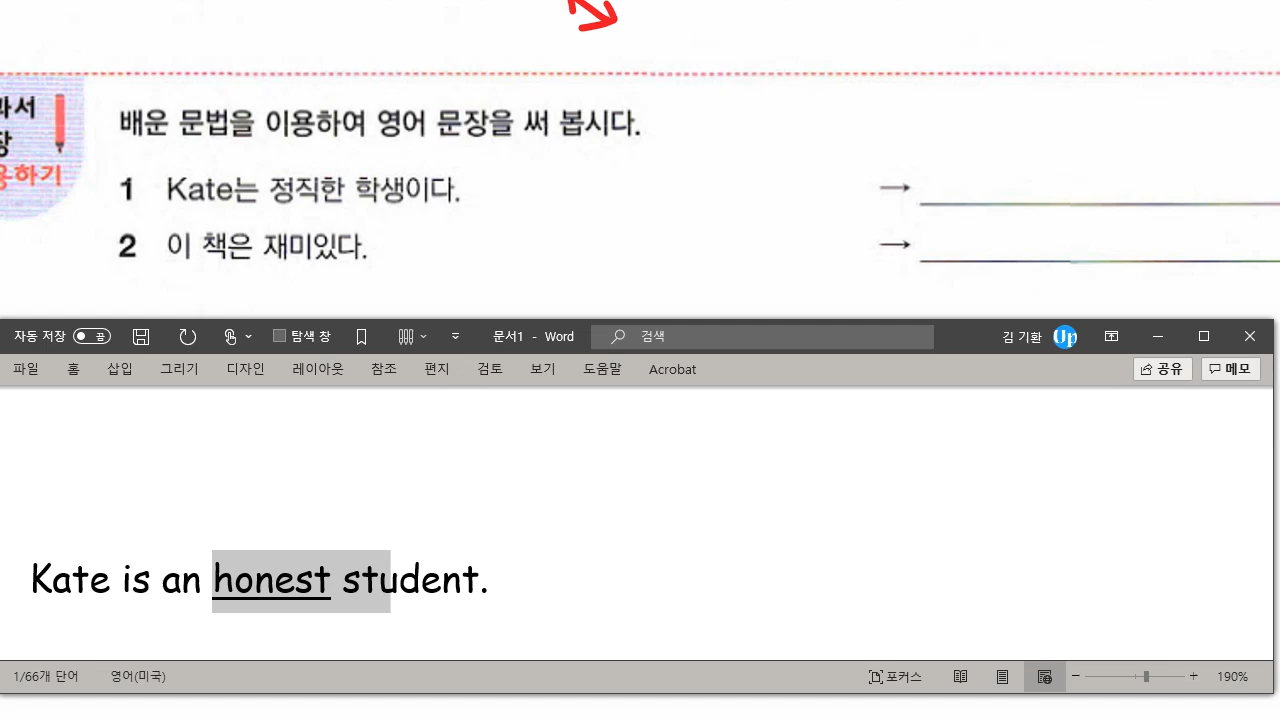 과서
장
용하기
배운 문법을 이용하여 영어 문장을 써 봅시다.
1 Kate는 정직한 학생이다. →
2 이 책은 재미있다. →
자동 저장 끔 탐색 창 문서1 - Word 검색 김 기환 Up
파일 홈 삽입 그리기 디자인 레이아웃 참조 편지 검토 보기 도움말 Acrobat 공유 메모
Kate is an honest student.
1/66개 단어 영어(미국) 포커스 190%